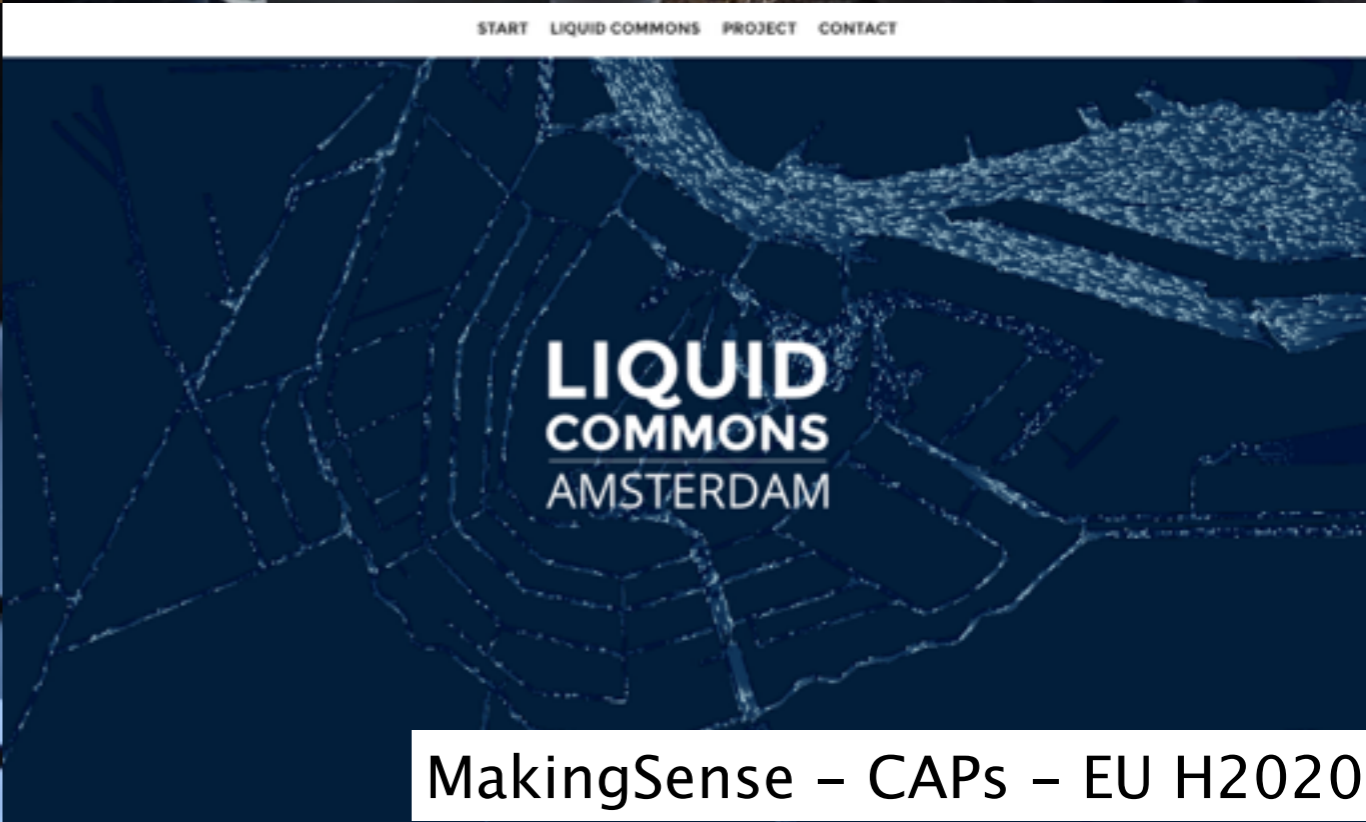 START LIQUID COMMONS PROJECT CONTACT
LIQUID
COMMONS
AMSTERDAM
MakingSense – CAPs – EU H2020